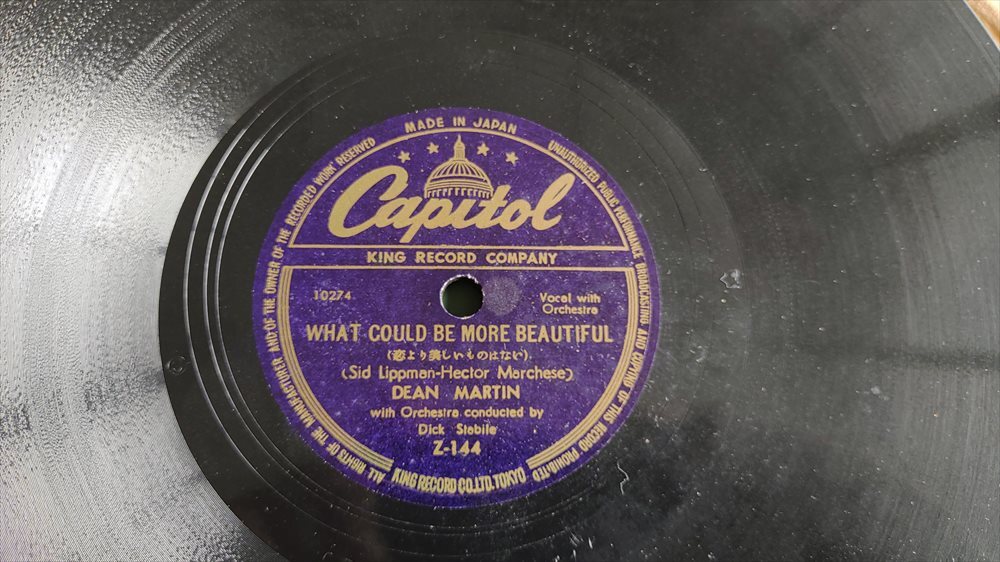 MADE IN JAPAN
Capitol
KING RECORD COMPANY
10274
Vocal with
Orchestra
WHAT COULD BE MORE BEAUTIFUL
(恋より美しいものはない)
(Sid Lippman-Hector Marchese)
DEAN MARTIN
with Orchestra conducted by
Dick Stabile
Z-144
KING RECORD CO.LTD.TOKYO
ALL RIGHTS OF THE MANUFACTURER AND OF THE OWNER OF THE RECORDED WORK RESERVED
UNAUTHORIZED PUBLIC PERFORMANCE BROADCASTING AND COPYING OF THIS RECORD PROHIBITED